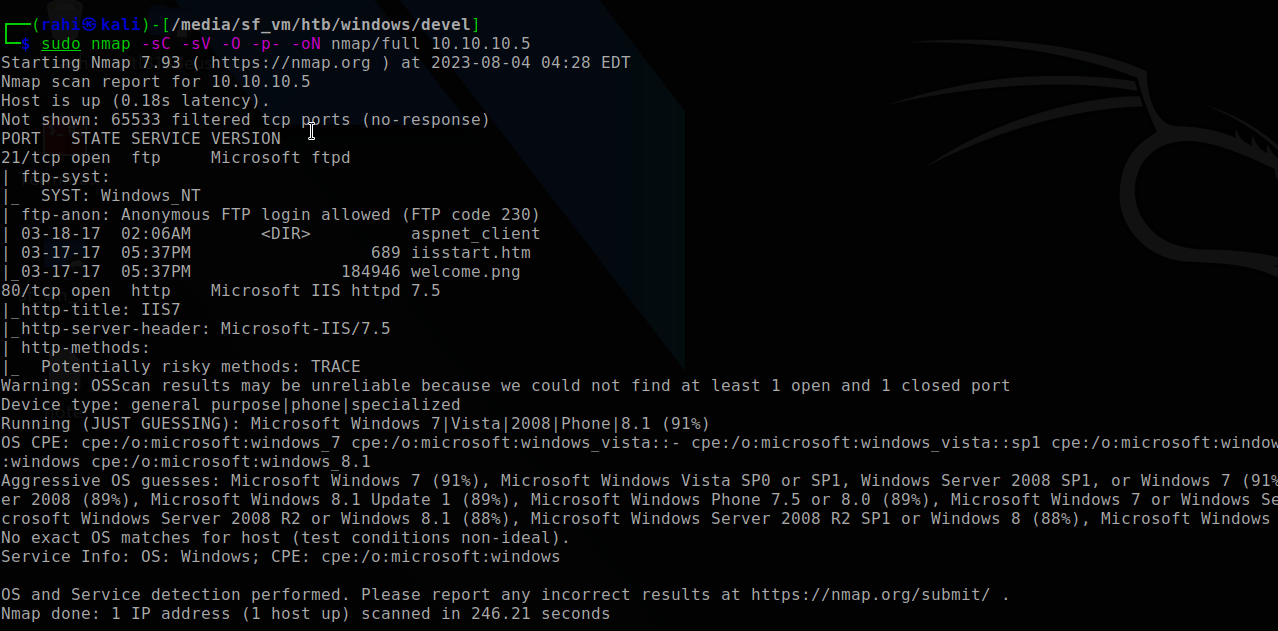 ┌──(rahi㉿kali)-[/media/sf_vm/htb/windows/devel]
└─$ sudo nmap -sC -sV -O -p- -oN nmap/full 10.10.10.5
Starting Nmap 7.93 ( https://nmap.org ) at 2023-08-04 04:28 EDT
Nmap scan report for 10.10.10.5
Host is up (0.18s latency).
Not shown: 65533 filtered tcp ports (no-response)
PORT   STATE SERVICE VERSION
21/tcp open  ftp     Microsoft ftpd
| ftp-syst:
|_  SYST: Windows_NT
| ftp-anon: Anonymous FTP login allowed (FTP code 230)
| 03-18-17  02:06AM       <DIR>          aspnet_client
| 03-17-17  05:37PM                  689 iisstart.htm
|_03-17-17  05:37PM               184946 welcome.png
80/tcp open  http    Microsoft IIS httpd 7.5
|_http-title: IIS7
|_http-server-header: Microsoft-IIS/7.5
| http-methods:
|_  Potentially risky methods: TRACE
Warning: OSScan results may be unreliable because we could not find at least 1 open and 1 closed port
Device type: general purpose|phone|specialized
Running (JUST GUESSING): Microsoft Windows 7|Vista|2008|Phone|8.1 (91%)
OS CPE: cpe:/o:microsoft:windows_7 cpe:/o:microsoft:windows_vista::- cpe:/o:microsoft:windows_vista::sp1 cpe:/o:microsoft:window
:windows cpe:/o:microsoft:windows_8.1
Aggressive OS guesses: Microsoft Windows 7 (91%), Microsoft Windows Vista SP0 or SP1, Windows Server 2008 SP1, or Windows 7 (91%
er 2008 (89%), Microsoft Windows 8.1 Update 1 (89%), Microsoft Windows Phone 7.5 or 8.0 (89%), Microsoft Windows 7 or Windows Se
crosoft Windows Server 2008 R2 or Windows 8.1 (88%), Microsoft Windows Server 2008 R2 SP1 or Windows 8 (88%), Microsoft Windows
No exact OS matches for host (test conditions non-ideal).
Service Info: OS: Windows; CPE: cpe:/o:microsoft:windows
OS and Service detection performed. Please report any incorrect results at https://nmap.org/submit/ .
Nmap done: 1 IP address (1 host up) scanned in 246.21 seconds